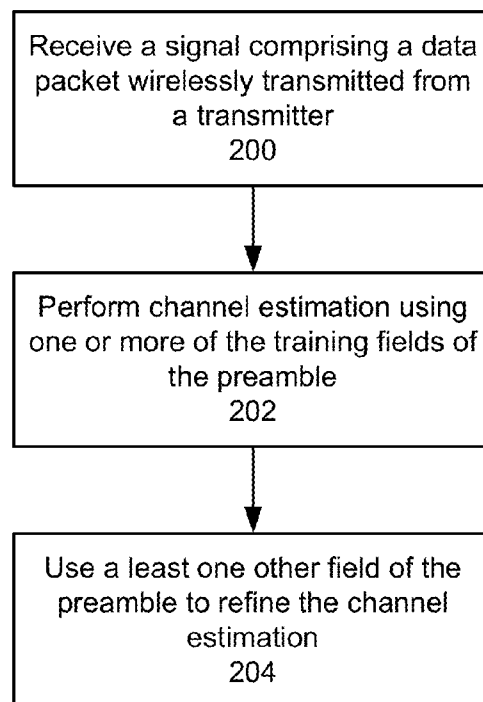 Receive a signal comprising a data
packet wirelessly transmitted from
a transmitter
200
Perform channel estimation using
one or more of the training fields of
the preamble
202
Use a least one other field of the
preamble to refine the channel
estimation
204